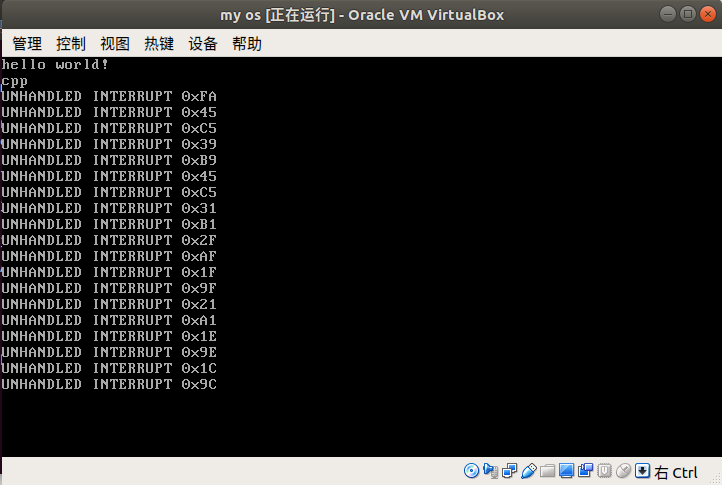 my os [正在运行] - Oracle VM VirtualBox
管理 控制 视图 热键 设备 帮助
hello world!
cpp
UNHANDLED INTERRUPT 0xFA
UNHANDLED INTERRUPT 0x45
UNHANDLED INTERRUPT 0xC5
UNHANDLED INTERRUPT 0x39
UNHANDLED INTERRUPT 0xB9
UNHANDLED INTERRUPT 0x45
UNHANDLED INTERRUPT 0xC5
UNHANDLED INTERRUPT 0x31
UNHANDLED INTERRUPT 0xB1
UNHANDLED INTERRUPT 0x2F
UNHANDLED INTERRUPT 0xAF
UNHANDLED INTERRUPT 0x1F
UNHANDLED INTERRUPT 0x9F
UNHANDLED INTERRUPT 0x21
UNHANDLED INTERRUPT 0xA1
UNHANDLED INTERRUPT 0x1E
UNHANDLED INTERRUPT 0x9E
UNHANDLED INTERRUPT 0x1C
UNHANDLED INTERRUPT 0x9C
右 Ctrl